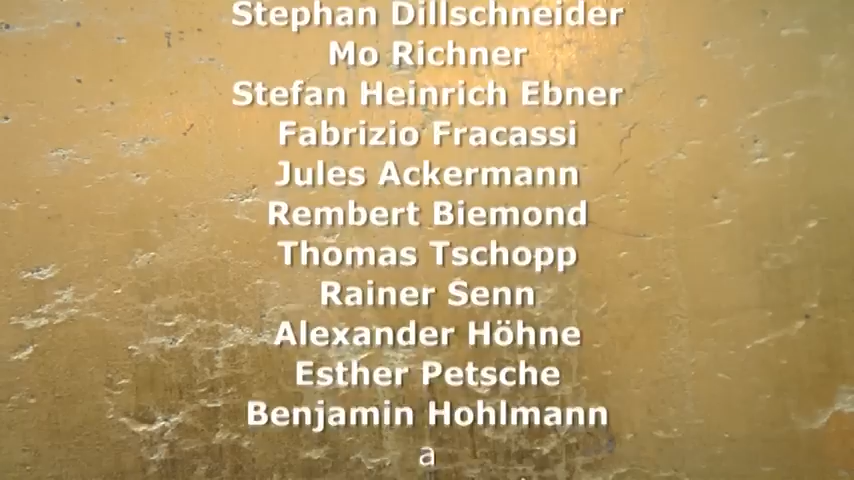 Stephan Dillschneider
Mo Richner
Stefan Heinrich Ebner
Fabrizio Fracassi
Jules Ackermann
Rembert Biemond
Thomas Tschopp
Rainer Senn
Alexander Höhne
Esther Petsche
Benjamin Hohlmann
a